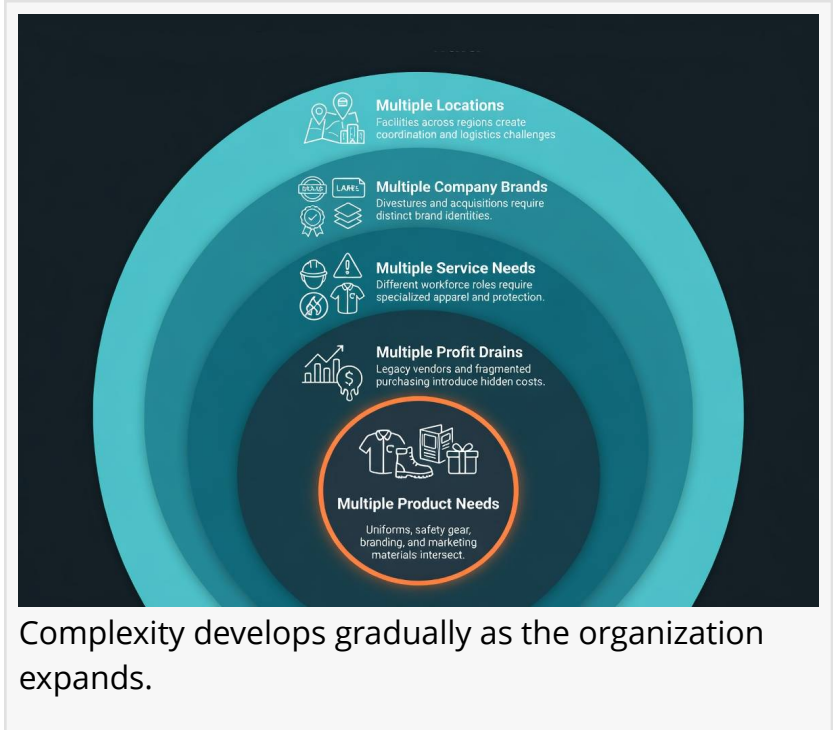 Multiple Locations
Facilities across regions create
coordination and logistics challenges
Multiple Company Brands
Divestures and acquisitions require
distinct brand identities.
Multiple Service Needs
Different workforce roles require
specialized apparel and protection.
Multiple Profit Drains
Legacy vendors and fragmented
purchasing introduce hidden costs.
$
Multiple Product Needs
Uniforms, safety gear,
branding, and marketing
materials intersect.
Complexity develops gradually as the organization
expands.